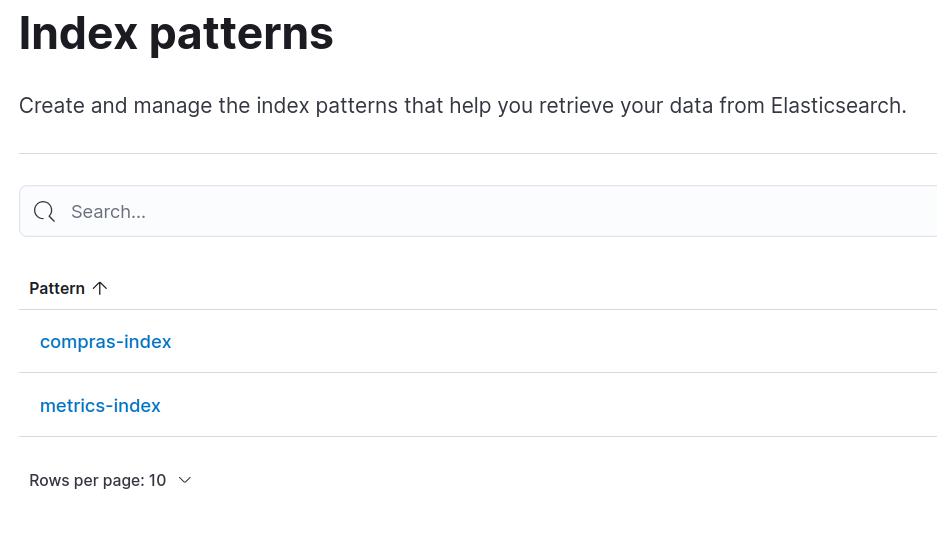 Index patterns
Create and manage the index patterns that help you retrieve your data from Elasticsearch.
Search...
Pattern
compras-index
metrics-index
Rows per page: 10